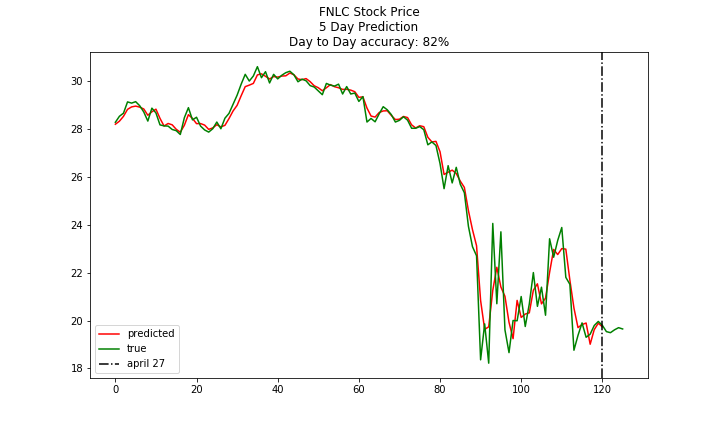 FNLC Stock Price
5 Day Prediction
Day to Day accuracy: 82%
30
28
26
24
22
20
18
predicted
true
april 27
0
20
40
60
80
100
120